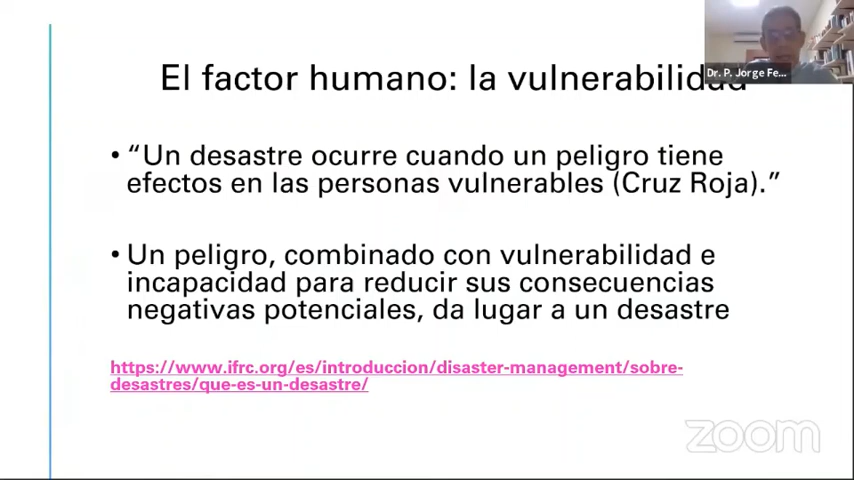 El factor humano: la vulnerabilidad
Dr. P. Jorge Fe...
• “Un desastre ocurre cuando un peligro tiene
efectos en las personas vulnerables (Cruz Roja).”
• Un peligro, combinado con vulnerabilidad e
incapacidad para reducir sus consecuencias
negativas potenciales, da lugar a un desastre
https://www.ifrc.org/es/introduccion/disaster-management/sobre-
desastres/que-es-un-desastre/
zoom